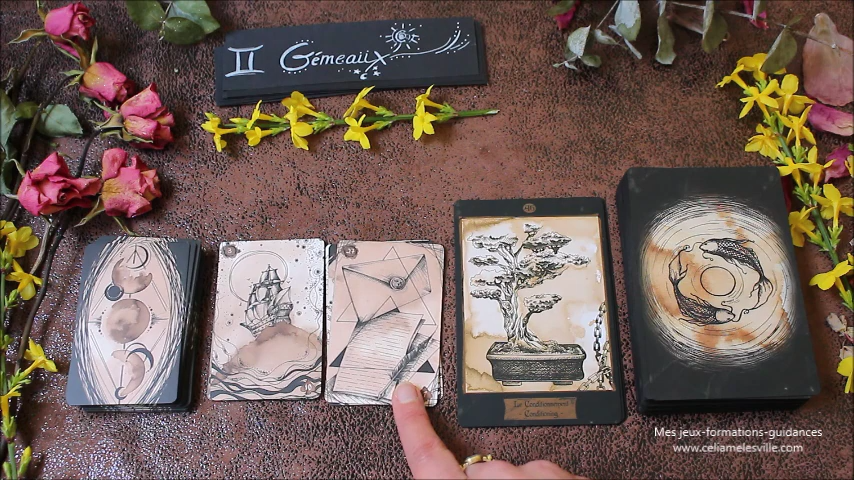 Gémeaux
Le Conditionnement
Conditioning
Mes jeux-formations-guidances
www.celiamelesville.com